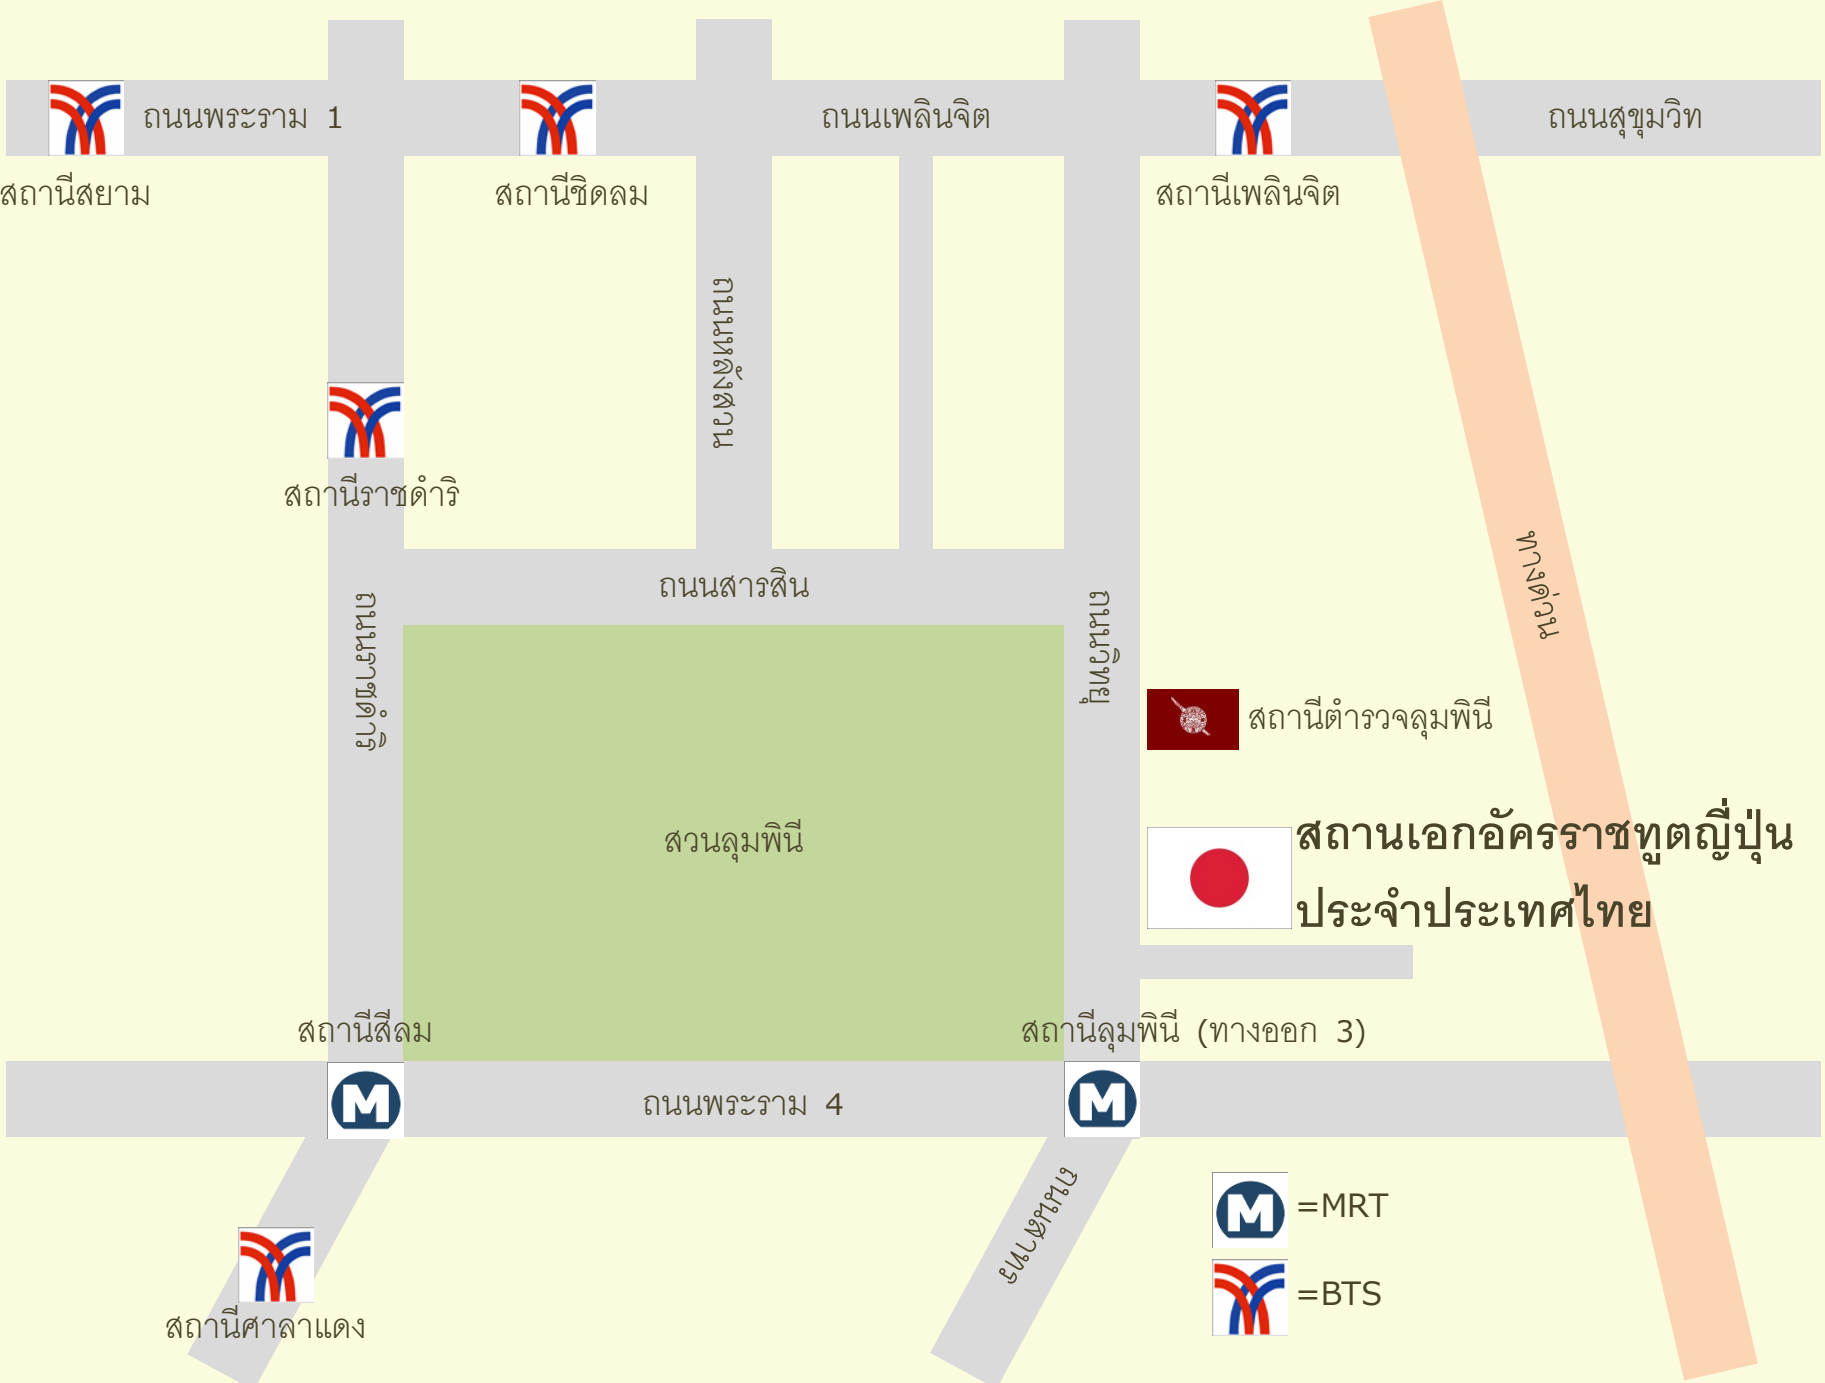 ถนนพระราม 1
ถนนเพลินจิต
ถนนสุขุมวิท
สถานีสยาม
สถานีชิดลม
สถานีเพลินจิต
ถนนหลังสวน
สถานีราชดำริ
ทางด่วน
ถนนสารสิน
ถนนราชดำริ
ถนนวิทยุ
สถานีตำรวจลุมพินี
สวนลุมพินี
สถานเอกอัครราชทูตญี่ปุ่น
ประจำประเทศไทย
สถานีสีลม
สถานีลุมพินี (ทางออก 3)
M
ถนนพระราม 4
M
ถนนสาทร
M
=MRT
=BTS
สถานีศาลาแดง